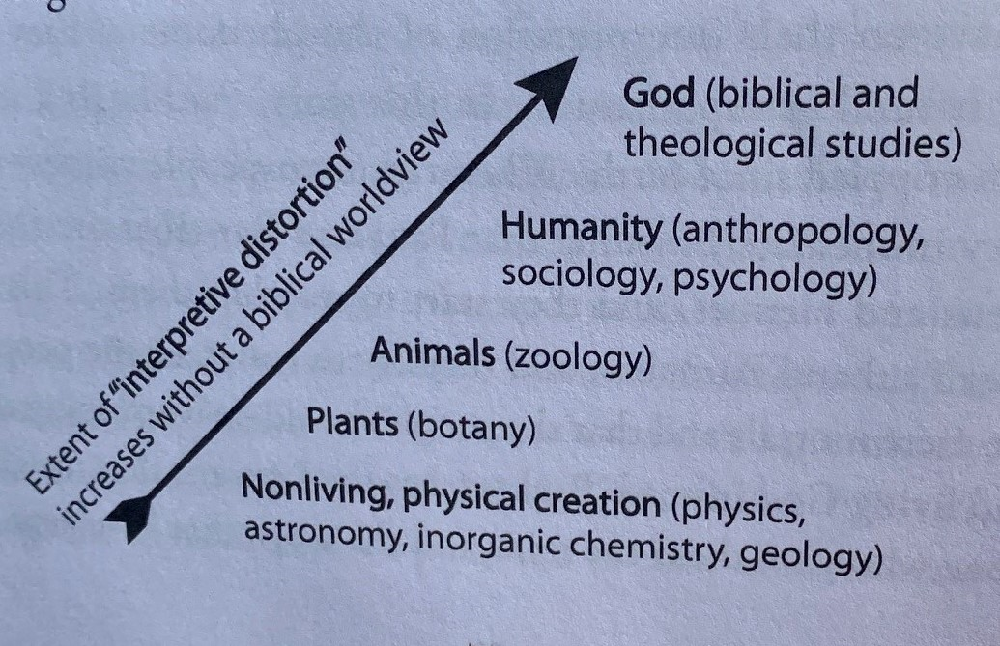 Extent of "interpretive distortion"
increases without a biblical worldview
God (biblical and
theological studies)
Humanity (anthropology,
sociology, psychology)
Animals (zoology)
Plants (botany)
Nonliving, physical creation (physics,
astronomy, inorganic chemistry, geology)